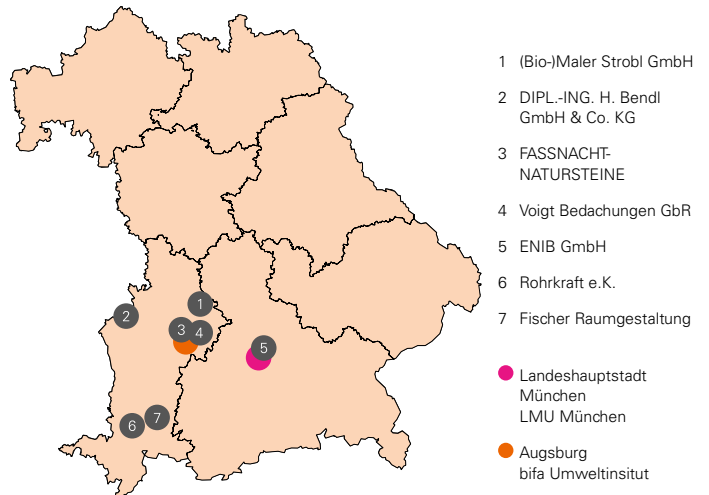 1 (Bio-)Maler Strobl GmbH
2 DIPL.-ING. H. Bendl
GmbH & Co. KG
3 FASSNACHT-
NATURSTEINE
4 Voigt Bedachungen GbR
5 ENIB GmbH
6 Rohrkraft e.K.
7 Fischer Raumgestaltung
Landeshauptstadt
München
LMU München
Augsburg
bifa Umweltinsitut
1
2
3
4
5
6
7